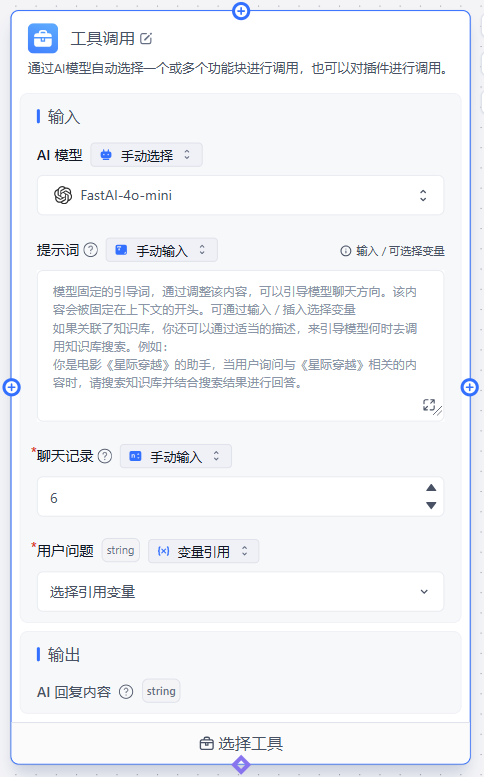 工具调用
通过AI模型自动选择一个或多个功能块进行调用，也可以对插件进行调用。
输入
AI 模型 手动选择
FastAI-4o-mini
提示词 手动输入 输入 / 可选择变量
模型固定的引导词，通过调整该内容，可以引导模型聊天方向。该内
容会被固定在上下文的开头。可通过输入 / 插入选择变量
如果关联了知识库，你还可以通过适当的描述，来引导模型何时去调
用知识库搜索。例如：
你是电影《星际穿越》的助手，当用户询问与《星际穿越》相关的内
容时，请搜索知识库并结合搜索结果进行回答。
*聊天记录 手动输入
6
*用户问题 string 变量引用
选择引用变量
输出
AI 回复内容 string
选择工具